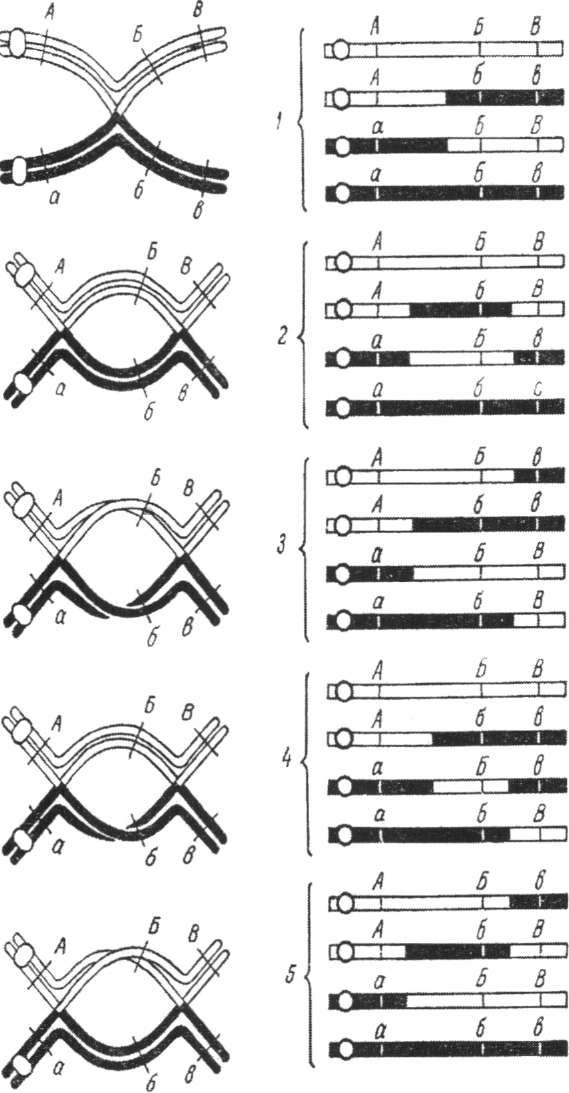 А Б В
а б в
1
А Б В
А б в
а Б В
а б в
А Б В
а б в
2
А Б В
А б В
а Б в
а б с
А Б В
а б в
3
А Б в
А б в
а Б В
а б В
А Б В
а б в
4
А Б В
А б в
а Б в
а б В
А Б В
а б в
5
А Б в
А б В
а Б В
а б в